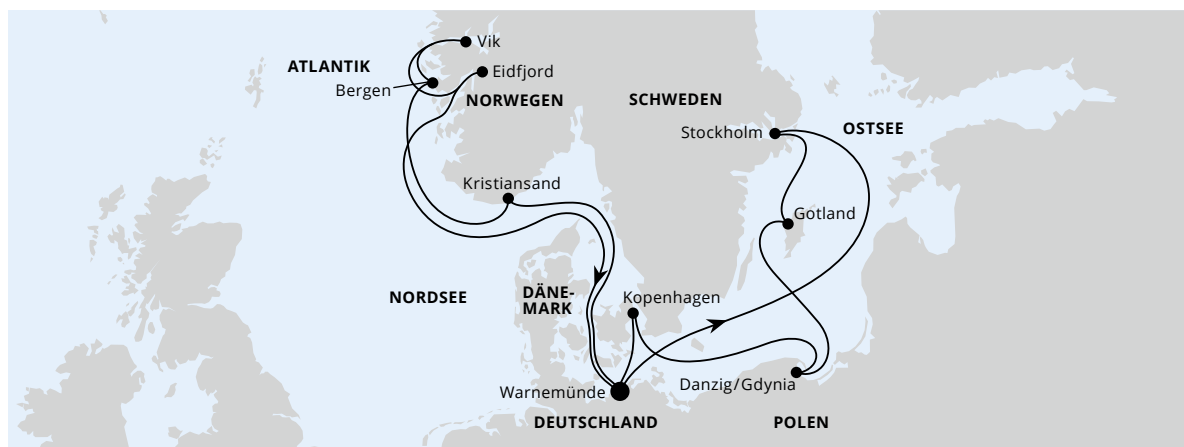 Vik
ATLANTIK
Eidfjord
Bergen
NORWEGEN
SCHWEDEN
OSTSEE
Stockholm
Kristiansand
Gotland
NORDSEE
DÄNE-
MARK
Kopenhagen
Danzig/Gdynia
Warnemünde
DEUTSCHLAND
POLEN